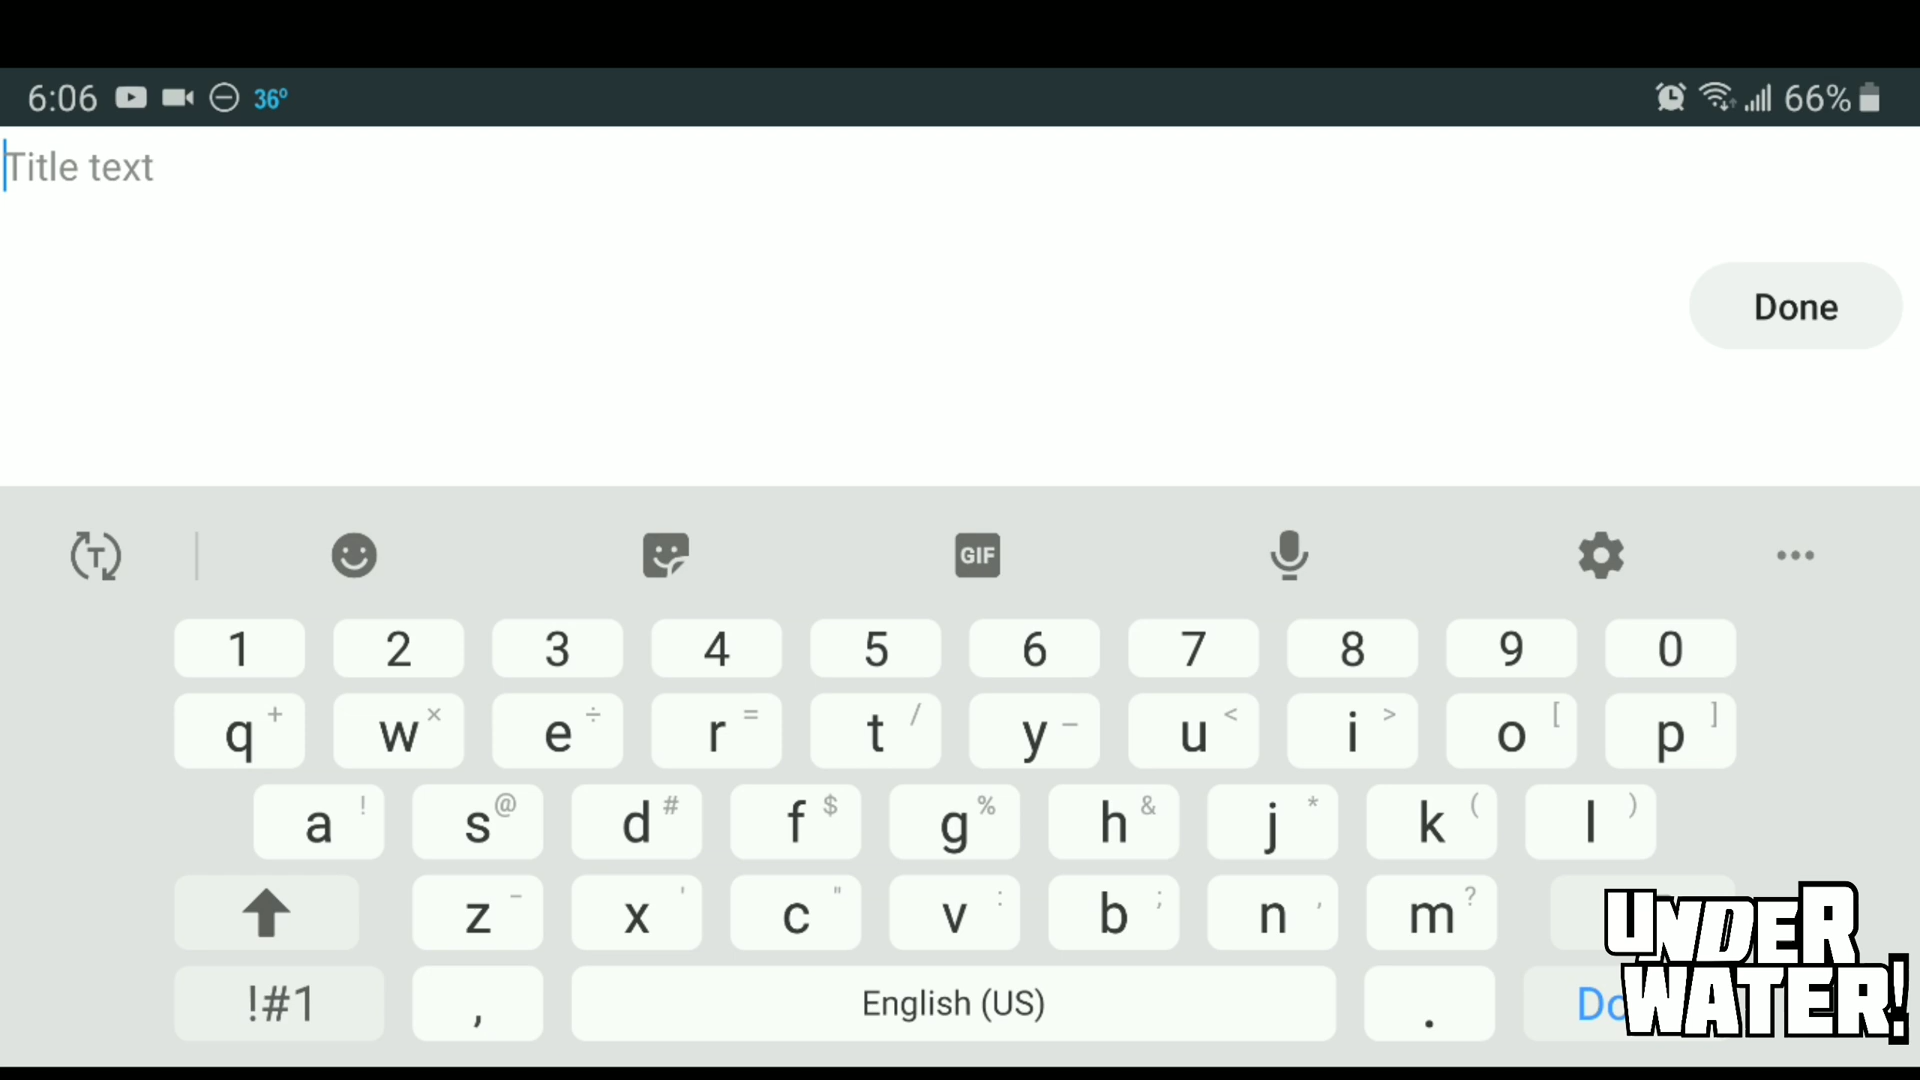 6:06 36° 66%
Title text
Done
T GIF
1 2 3 4 5 6 7 8 9 0
q + w × e ÷ r = t / y _ u < i > o [ p ]
a ! s @ d # f $ g % h & j * k ( l )
z - x ' c " v : b ; n , m ?
!#1 , English (US) . Do
UNDER
WATER!